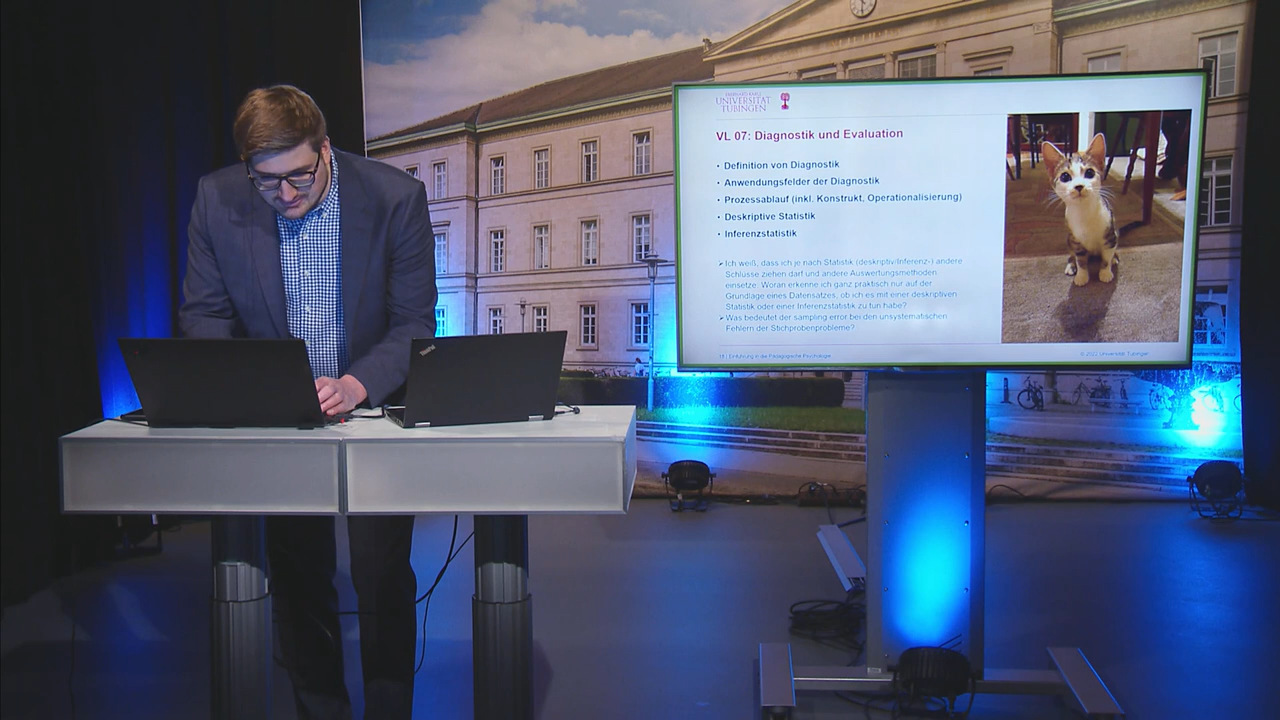 EBERHARD KARLS
UNIVERSITÄT
TÜBINGEN
VL 07: Diagnostik und Evaluation
• Definition von Diagnostik
• Anwendungsfelder der Diagnostik
• Prozessablauf (inkl. Konstrukt, Operationalisierung)
• Deskriptive Statistik
• Inferenzstatistik
➢ Ich weiß, dass ich je nach Statistik (deskriptiv/Inferenz-) andere
Schlüsse ziehen darf und andere Auswertungsmethoden
einsetze. Woran erkenne ich ganz praktisch nur auf der
Grundlage eines Datensatzes, ob ich es mit einer deskriptiven
Statistik oder einer Inferenzstatistik zu tun habe?
➢ Was bedeutet der sampling error bei den unsystematischen
Fehlern der Stichprobenprobleme?
| Einführung in die Pädagogische Psychologie
© 2022 Universität Tübingen
ThinkPad